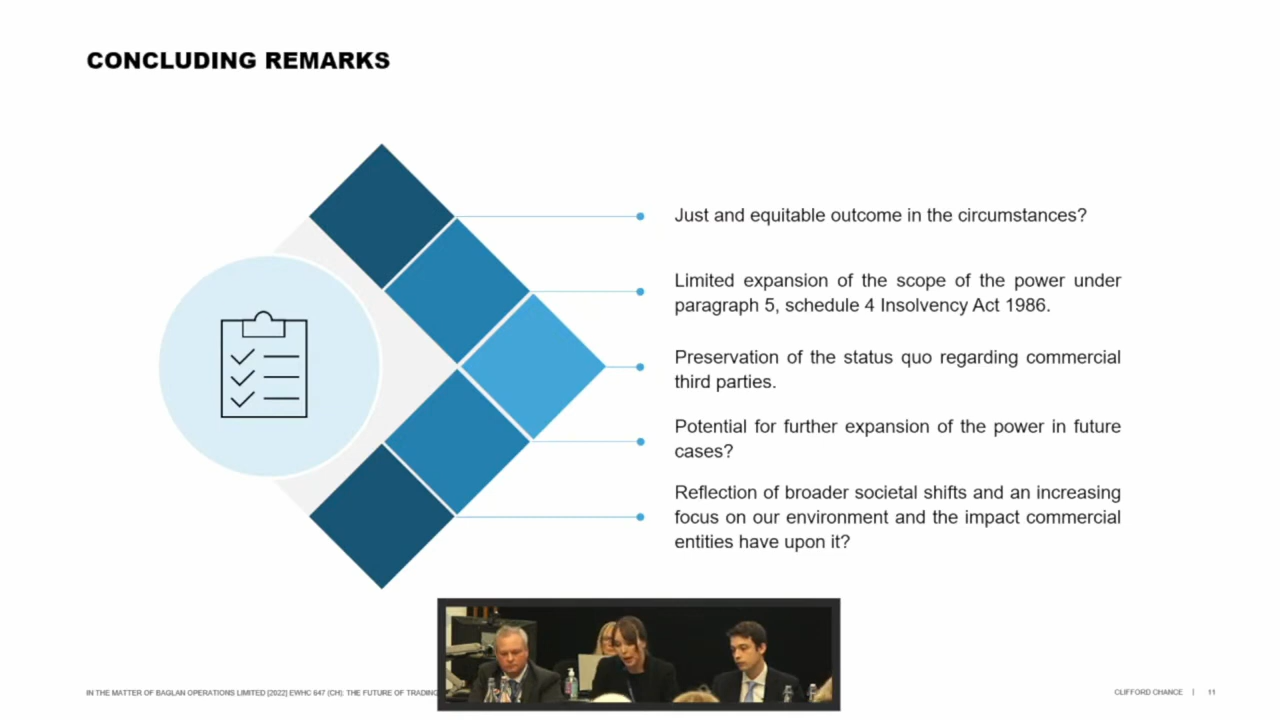 CONCLUDING REMARKS
Just and equitable outcome in the circumstances?
Limited expansion of the scope of the power under
paragraph 5, schedule 4 Insolvency Act 1986.
Preservation of the status quo regarding commercial
third parties.
Potential for further expansion of the power in future
cases?
Reflection of broader societal shifts and an increasing
focus on our environment and the impact commercial
entities have upon it?
IN THE MATTER OF BAGLAN OPERATIONS LIMITED [2022] EWHC 647 (CH): THE FUTURE OF TRADING
CLIFFORD CHANCE | 11